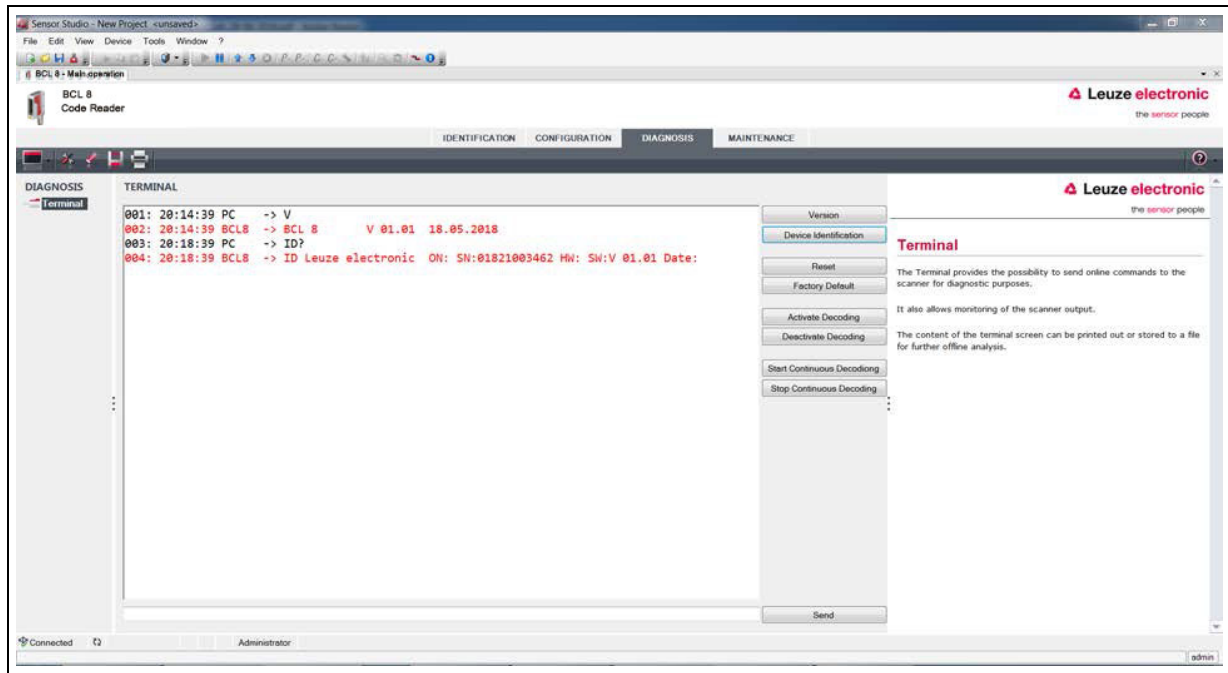 Sensor Studio - New Project <unsaved>
File Edit View Device Tools Window ?
BCL 8 - Main operation
BCL 8
Code Reader
Leuze electronic
the sensor people
IDENTIFICATION CONFIGURATION DIAGNOSIS MAINTENANCE
DIAGNOSIS
Terminal
TERMINAL
001: 20:14:39 PC -> V
002: 20:14:39 BCL8 -> BCL 8 V 01.01 18.05.2018
003: 20:18:39 PC -> ID?
004: 20:18:39 BCL8 -> ID Leuze electronic ON: SN:01821003462 HW: SW:V 01.01 Date:
Version
Device Identification
Reset
Factory Default
Activate Decoding
Deactivate Decoding
Start Continuous Decodiong
Stop Continuous Decoding
Send
Leuze electronic
the sensor people
Terminal
The Terminal provides the possibility to send online commands to the
scanner for diagnostic purposes.
It also allows monitoring of the scanner output.
The content of the terminal screen can be printed out or stored to a file
for further offline analysis.
Connected Administrator
admin